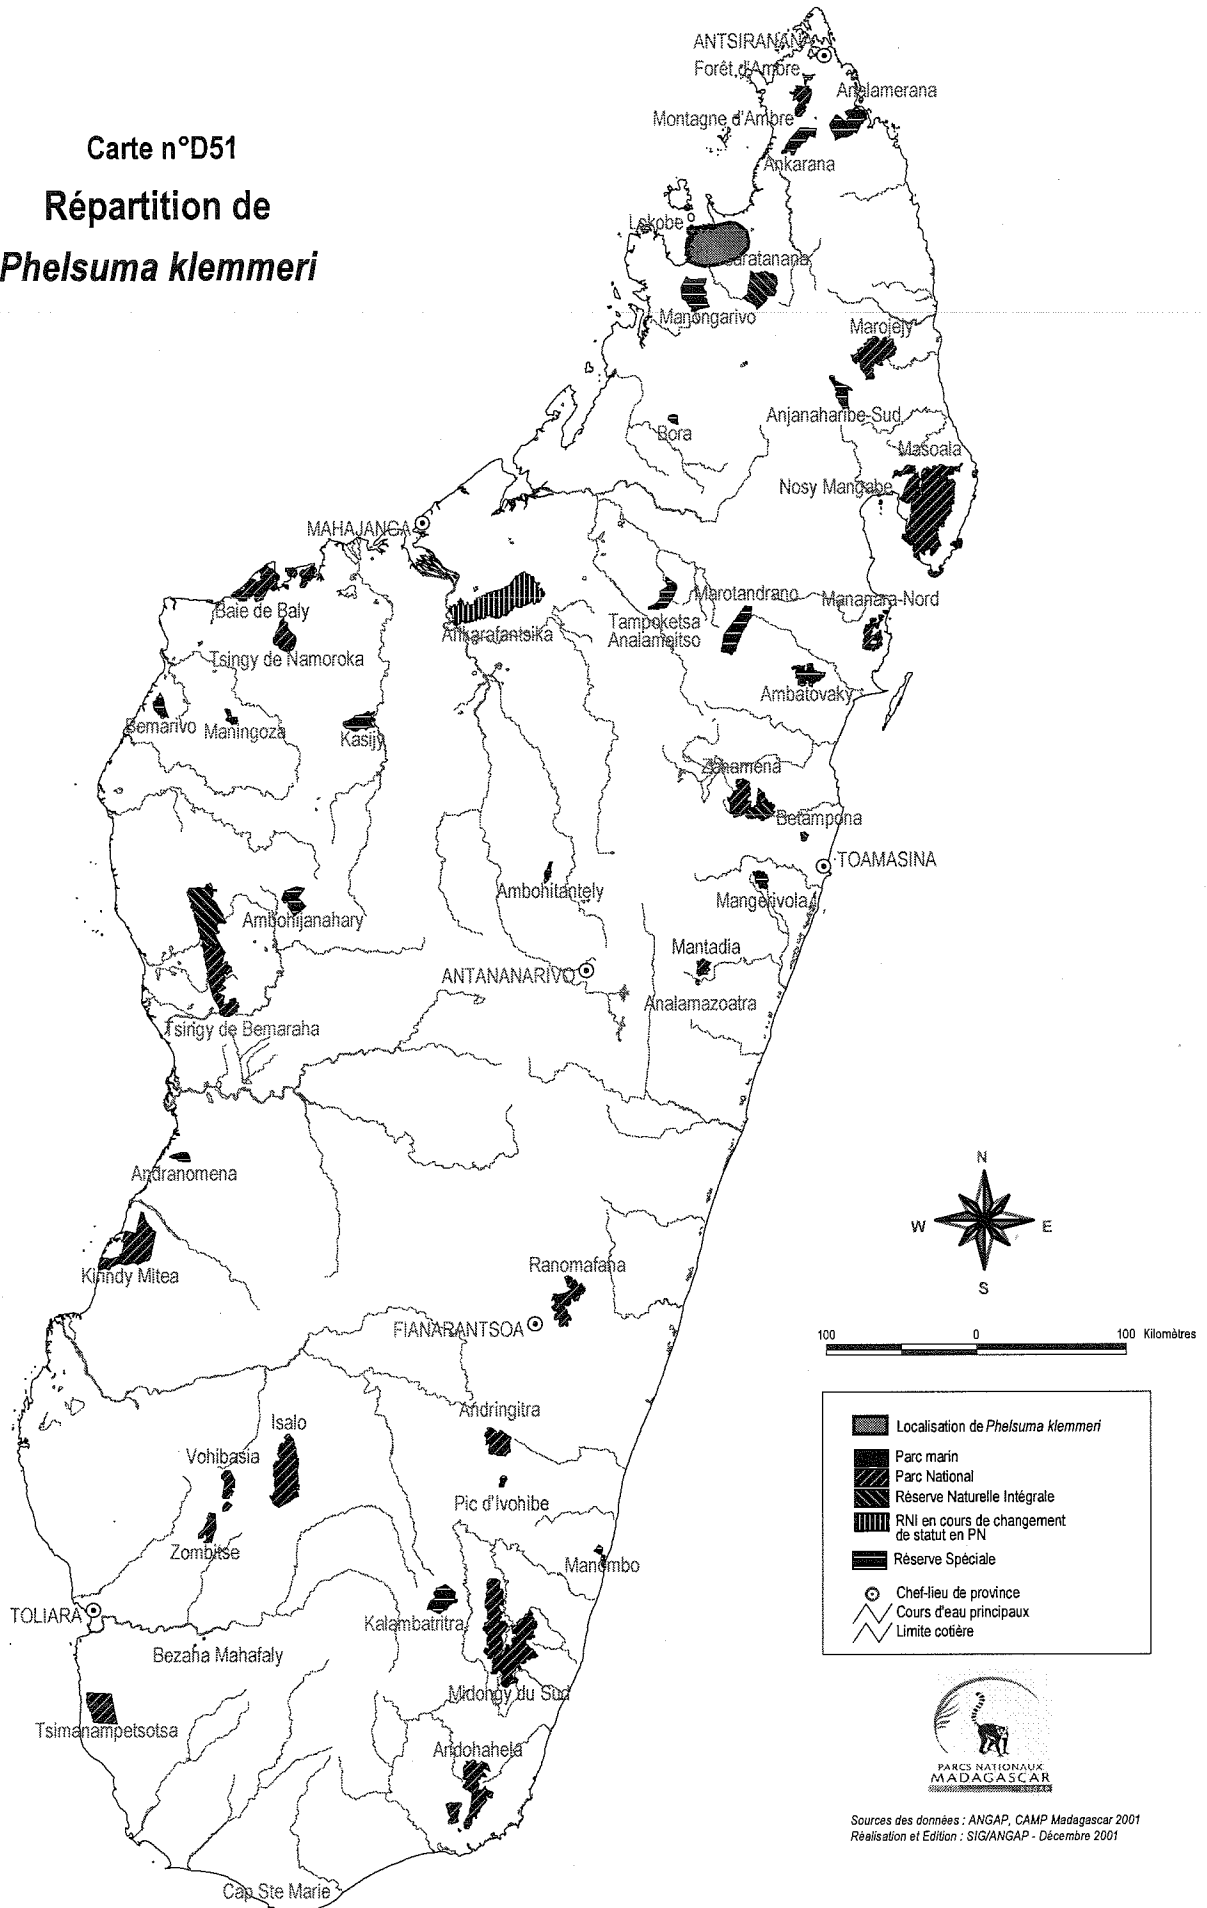 Carte n°D51
Répartition de
Phelsuma klemmeri
ANTSIRANANA
Forêt d'Ambre
Analamerana
Montagne d'Ambre
Ankarana
Lokobe
Manongarivo
Marojejy
Anjanaharibe-Sud
Bora
Masoala
Nosy Mangabe
MAHAJANGA
Baie de Baly
Ankarafantsika
Tampoketsa
Analamaitso
Marotandrano
Mananara-Nord
Tsingy de Namoroka
Ambatovaky
Bemarivo
Maningoza
Kasijy
Zahamena
Betampona
TOAMASINA
Ambohitantely
Mangerivola
Ambohijanahary
Mantadia
ANTANANARIVO
Analamazoatra
Tsingy de Bemaraha
Andranomena
Kirindy Mitea
Ranomafana
FIANARANTSOA
Andringitra
Isalo
Vohibasia
Pic d'Ivohibe
Zombitse
Manombo
TOLIARA
Kalambatritra
Bezaha Mahafaly
Midongy du Sud
Tsimanampetsotsa
Andohahela
Cap Ste Marie
N
W
E
S
100 0 100 Kilomètres
Localisation de Phelsuma klemmeri
Parc marin
Parc National
Réserve Naturelle Intégrale
RNI en cours de changement
de statut en PN
Réserve Spéciale
Chef-lieu de province
Cours d'eau principaux
Limite cotière
PARCS NATIONAUX
MADAGASCAR
Sources des données : ANGAP, CAMP Madagascar 2001
Réalisation et Edition : SIG/ANGAP - Décembre 2001